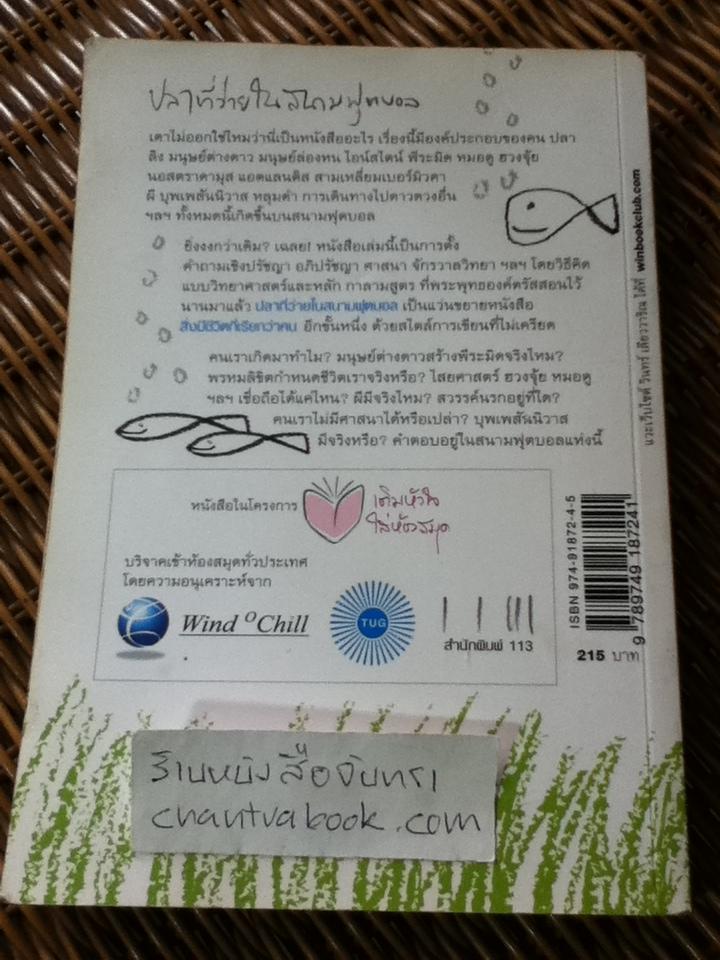 ปลาที่ว่ายในสนามฟุตบอล
เดาไม่ออกใช่ไหมว่านี่เป็นหนังสืออะไร เรื่องนี้มีองค์ประกอบของคน ปลา
ลิง มนุษย์ต่างดาว มนุษย์ล่องหน ไอน์สไตน์ พีระมิด หมอดู ฮวงจุ้ย
นอสตราดามุส แอตแลนติส สามเหลี่ยมเบอร์มิวดา
ผี บุพเพสันนิวาส หลุมดำ การเดินทางไปดาวดวงอื่น
ฯลฯ ทั้งหมดนี้เกิดขึ้นบนสนามฟุตบอล
ยิ่งงงกว่าเดิม? เฉลย! หนังสือเล่มนี้เป็นการตั้ง
คำถามเชิงปรัชญา อภิปรัชญา ศาสนา จักรวาลวิทยา ฯลฯ โดยวิธีคิด
แบบวิทยาศาสตร์และหลัก กาลามสูตร ที่พระพุทธองค์ตรัสสอนไว้
นานมาแล้ว ปลาที่ว่ายในสนามฟุตบอล เป็นแว่นขยายหนังสือ
สิ่งมีชีวิตที่เรียกว่าคน อีกชั้นหนึ่ง ด้วยสไตล์การเขียนที่ไม่เครียด
คนเราเกิดมาทำไม? มนุษย์ต่างดาวสร้างพีระมิดจริงไหม?
พรหมลิขิตกำหนดชีวิตเราจริงหรือ? ไสยศาสตร์ ฮวงจุ้ย หมอดู
ฯลฯ เชื่อถือได้แค่ไหน? ผีมีจริงไหม? สวรรค์นรกอยู่ที่ใด?
คนเราไม่มีศาสนาได้หรือเปล่า? บุพเพสันนิวาส
มีจริงหรือ? คำตอบอยู่ในสนามฟุตบอลแห่งนี้
หนังสือในโครงการ
เติมหัวใจ
ใส่ห้องสมุด
บริจาคเข้าห้องสมุดทั่วประเทศ
โดยความอนุเคราะห์จาก
Wind O Chill
TUG
สำนักพิมพ์ 113
ISBN 974-91872-4-5
9 789749 187241
215 บาท
แวะเว็บไซต์ วินทร์ เลียววาริณ ได้ที่ winbookclub.com
ร้านหนังสือจันทรา
chantrabook.com